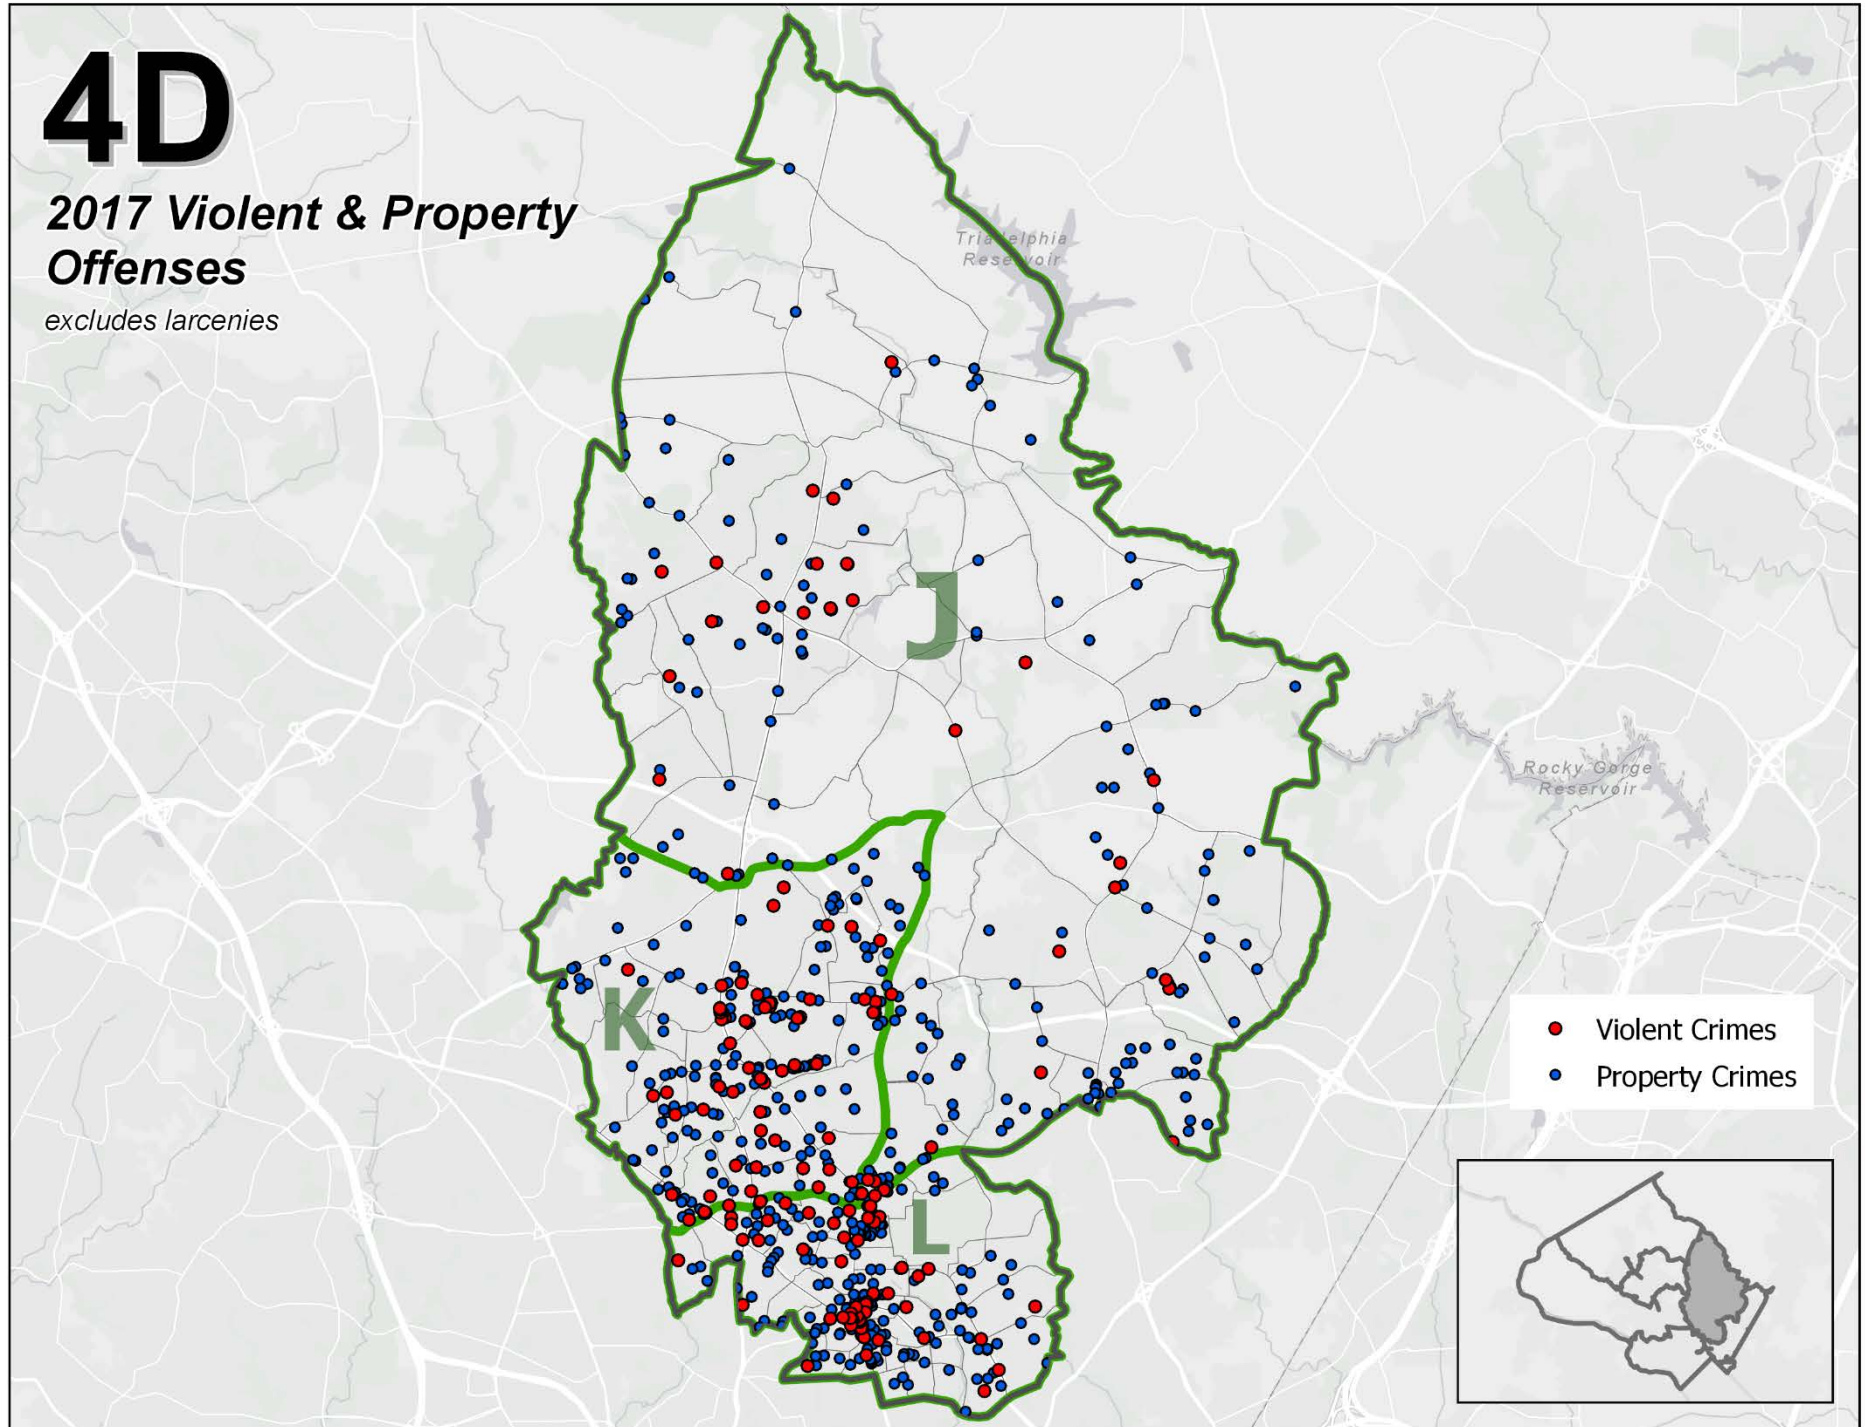 4D
2017 Violent & Property
Offenses
excludes larcenies
Triadelphia
Reservoir
J
Rocky Gorge
Reservoir
K
Violent Crimes
Property Crimes
L